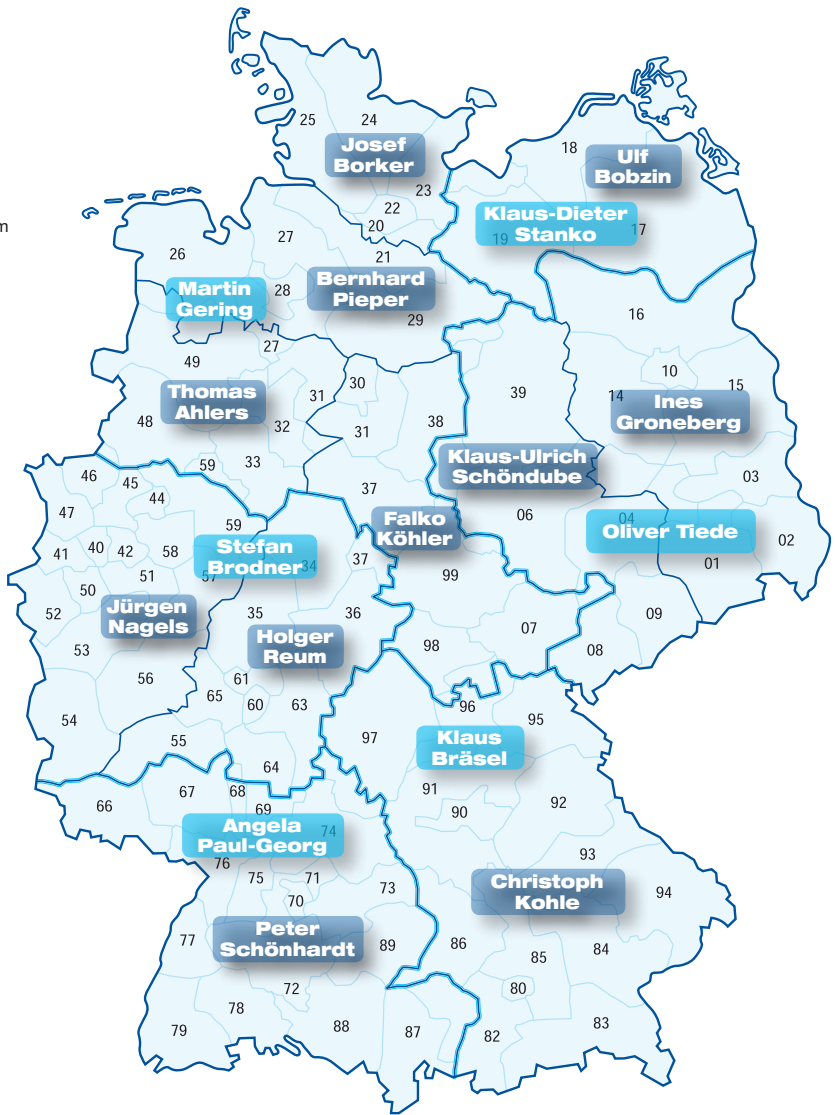 25
24
Josef
Borker
18
Ulf
Bobzin
23
22
20
Klaus-Dieter
Stanko
19
17
m
26
27
21
Martin
Gering
28
Bernhard
Pieper
29
16
27
49
10
30
15
39
14
Thomas
Ahlers
31
38
Ines
Groneberg
48
32
31
59
33
Klaus-Ulrich
Schöndube
03
46
45
44
37
47
59
06
04
Falko
Köhler
Oliver Tiede
02
41
40
42
58
Stefan
Brodner
34
37
57
51
99
01
50
52
Jürgen
Nagels
35
36
09
07
Holger
Reum
53
98
08
56
61
65
60
63
96
95
54
97
55
Klaus
Bräsel
64
67
68
91
66
69
90
92
Angela
Paul-Georg
74
76
93
75
71
73
Christoph
Kohle
94
70
77
Peter
Schönhardt
89
86
84
85
72
80
78
79
88
87
82
83